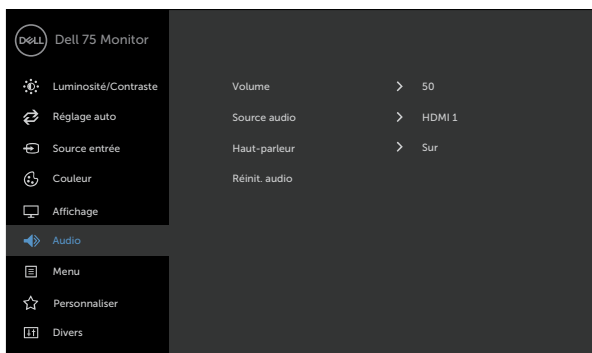 DELL Dell 75 Monitor
Luminosité/Contraste
Réglage auto
Source entrée
Couleur
Affichage
Audio
Menu
Personnaliser
Divers
Volume > 50
Source audio > HDMI 1
Haut-parleur > Sur
Réinit. audio